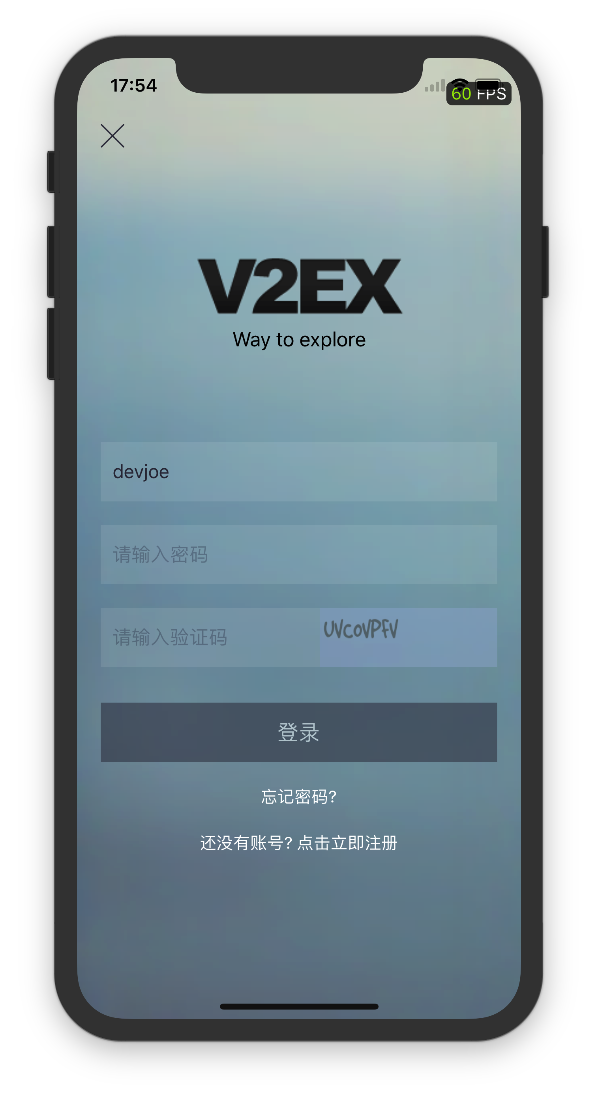 17:54
60 FPS
V2EX
Way to explore
devjoe
请输入密码
请输入验证码
UVCOVPFV
登录
忘记密码?
还没有账号? 点击立即注册